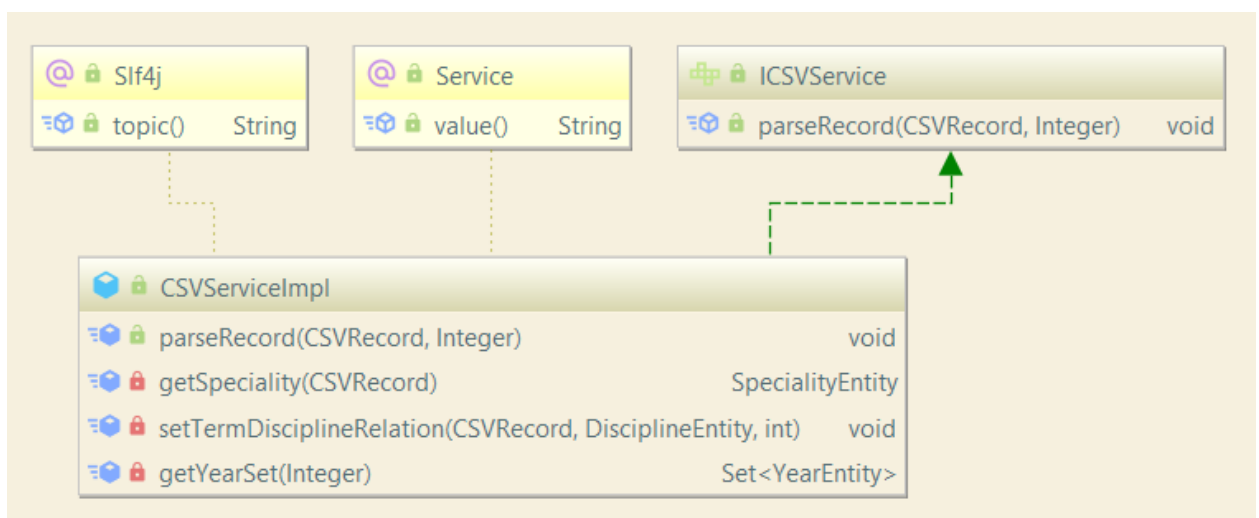 Slf4j
topic() String
Service
value() String
ICSVService
parseRecord(CSVRecord, Integer) void
CSVServiceImpl
parseRecord(CSVRecord, Integer) void
getSpeciality(CSVRecord) SpecialityEntity
setTermDisciplineRelation(CSVRecord, DisciplineEntity, int) void
getYearSet(Integer) Set<YearEntity>